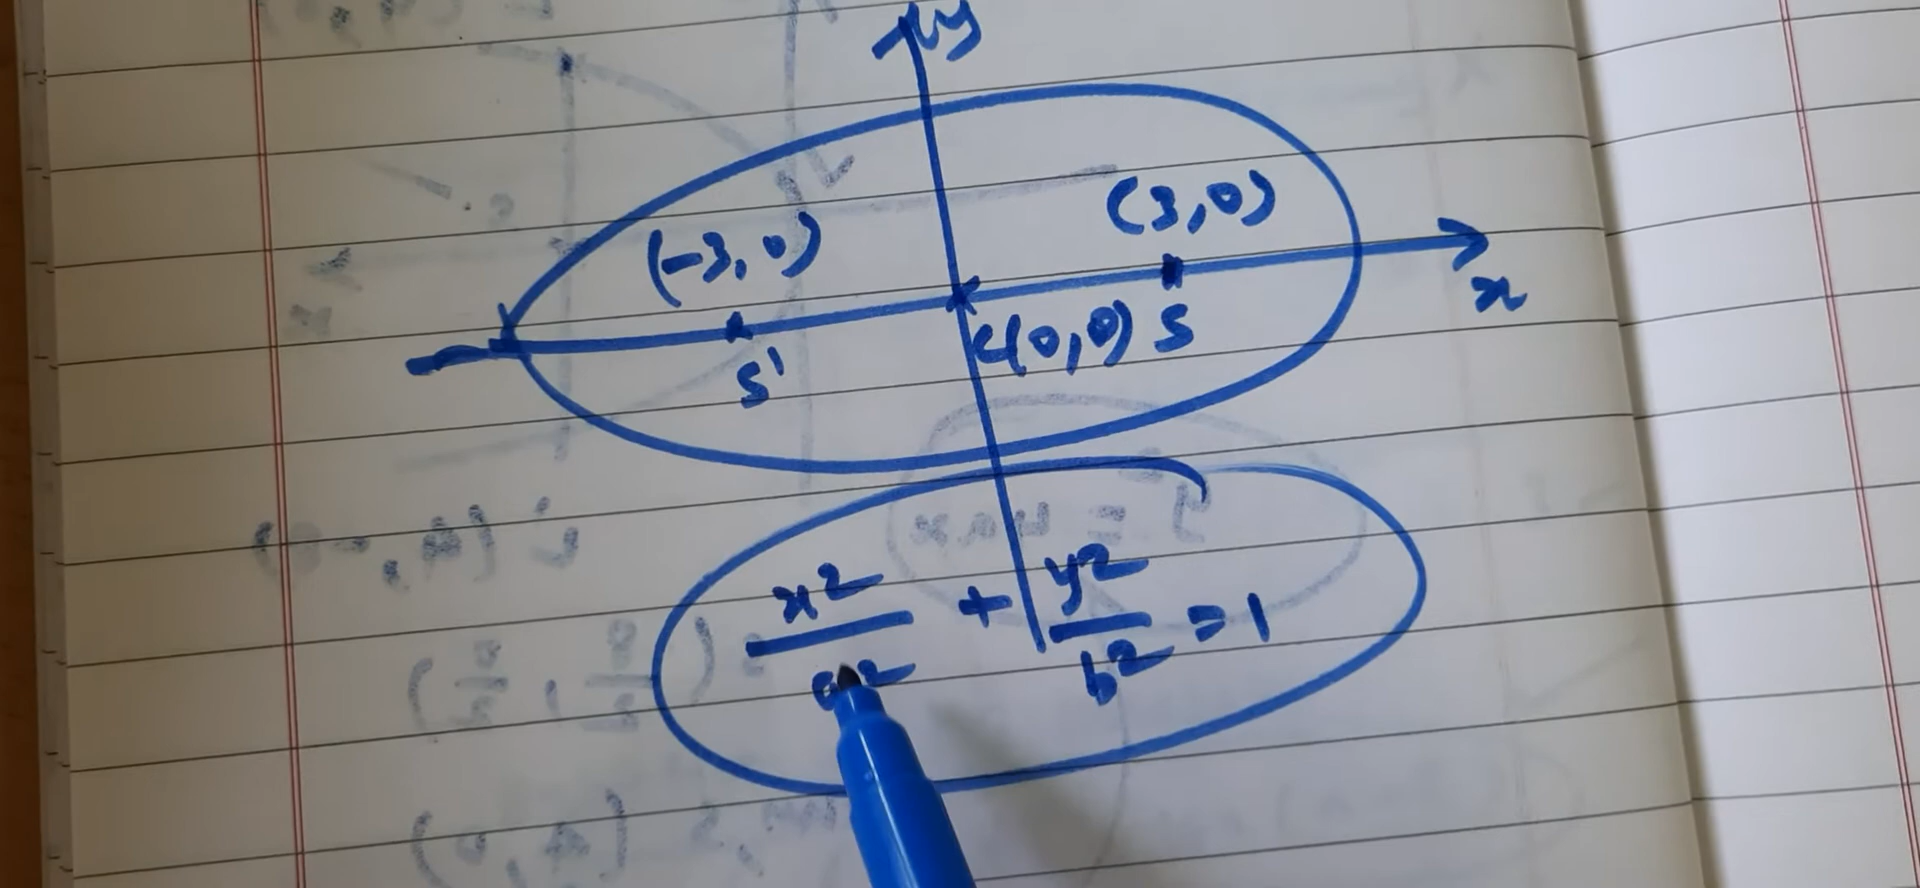 y
(3,0)
(-3,0)
x
C(0,0) S
S'
x²/a² + y²/b² = 1